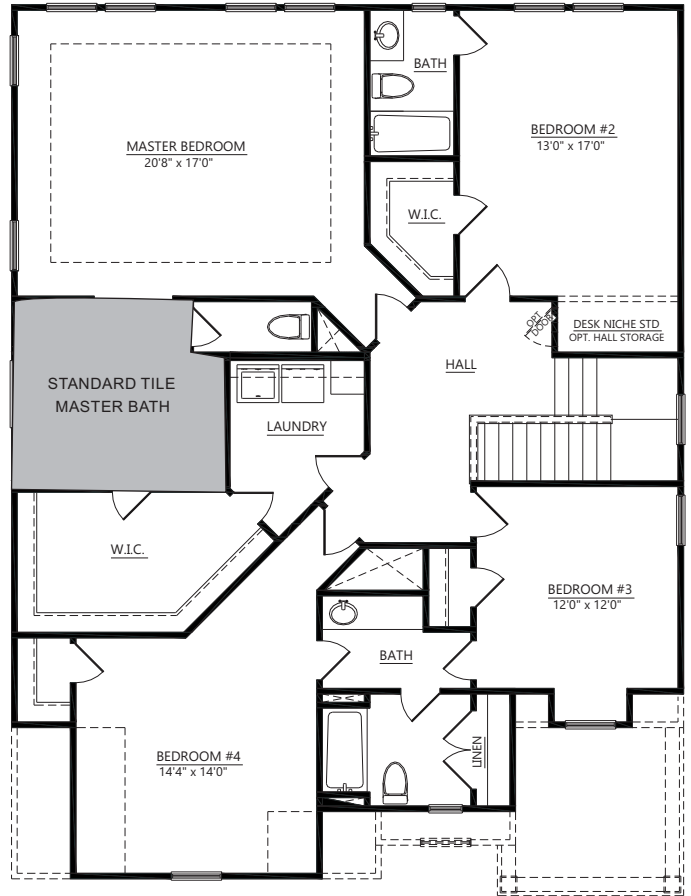 BATH
MASTER BEDROOM
20'8" x 17'0"
BEDROOM #2
13'0" x 17'0"
W.I.C.
OPT.
DOOR
DESK NICHE STD
OPT. HALL STORAGE
HALL
STANDARD TILE
MASTER BATH
LAUNDRY
W.I.C.
BEDROOM #3
12'0" x 12'0"
BATH
BEDROOM #4
14'4" x 14'0"
LINEN